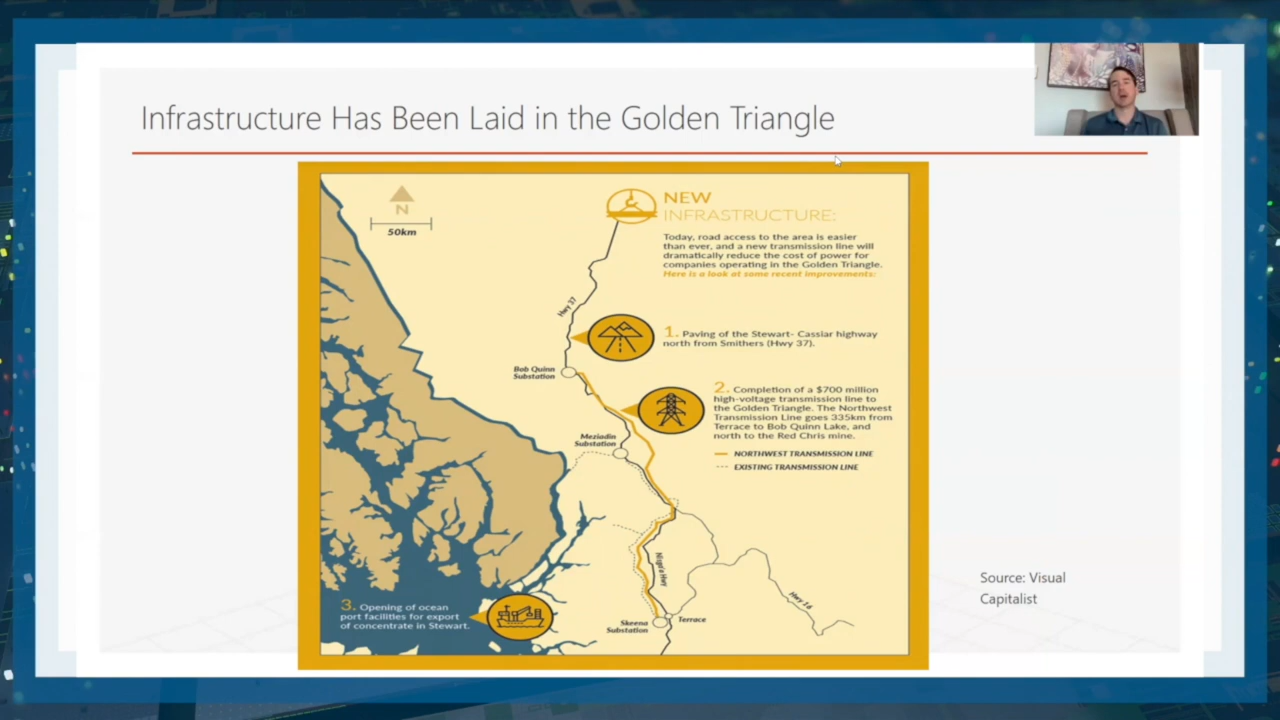 Infrastructure Has Been Laid in the Golden Triangle
N
50km
NEW
INFRASTRUCTURE:
Today, road access to the area is easier
than ever, and a new transmission line will
dramatically reduce the cost of power for
companies operating in the Golden Triangle.
Here is a look at some recent improvements:
Hwy 37
1. Paving of the Stewart- Cassiar highway
north from Smithers (Hwy 37).
Bob Quinn
Substation
2. Completion of a $700 million
high-voltage transmission line to
the Golden Triangle. The Northwest
Transmission Line goes 335km from
Terrace to Bob Quinn Lake, and
north to the Red Chris mine.
Meziadin
Substation
NORTHWEST TRANSMISSION LINE
EXISTING TRANSMISSION LINE
Nisga'a Hwy
Hwy 16
3. Opening of ocean
port facilities for export
of concentrate in Stewart.
Skeena
Substation
Terrace
Source: Visual
Capitalist